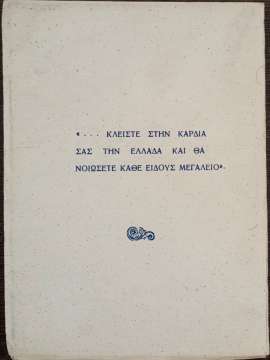 «... ΚΛΕΙΣΤΕ ΣΤΗΝ ΚΑΡΔΙΑ
ΣΑΣ ΤΗΝ ΕΛΛΑΔΑ ΚΑΙ ΘΑ
ΝΟΙΩΣΕΤΕ ΚΑΘΕ ΕΙΔΟΥΣ ΜΕΓΑΛΕΙΟ».